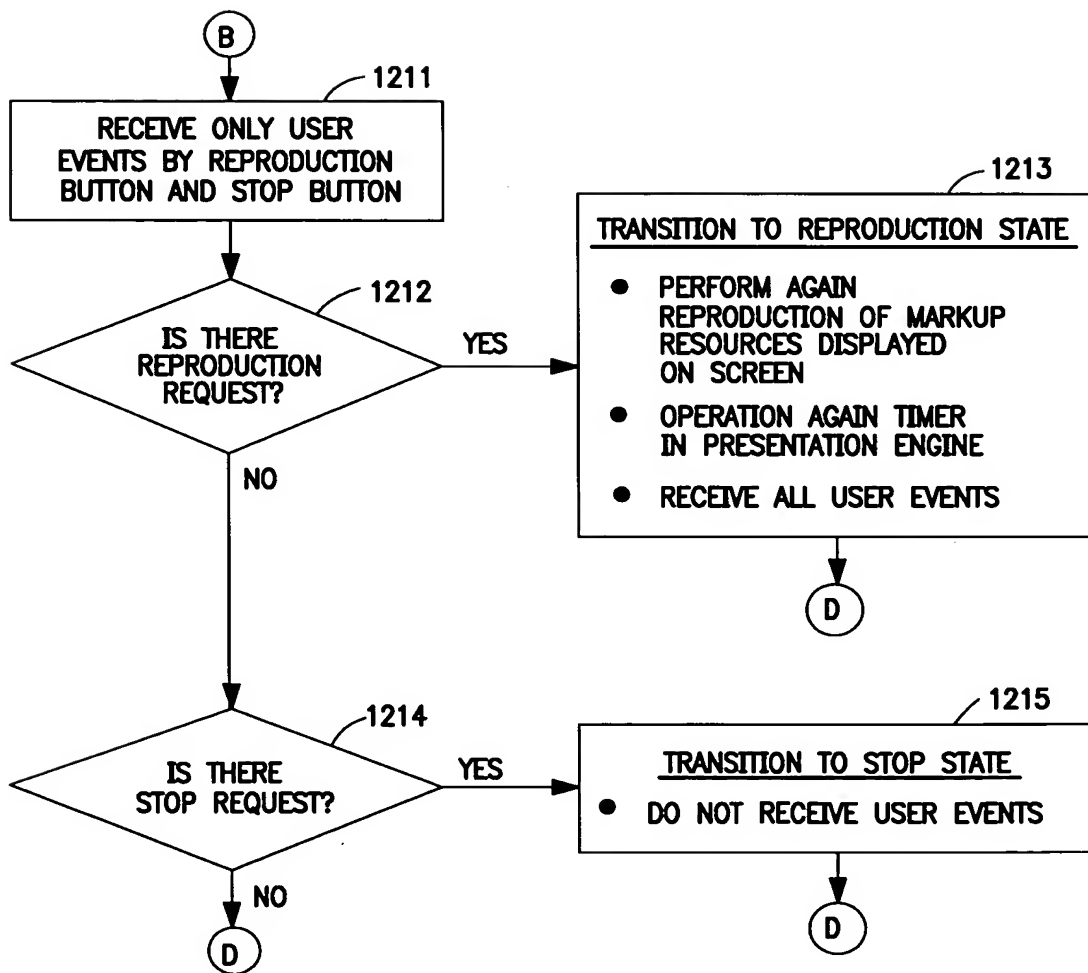 B
1211
RECEIVE ONLY USER
EVENTS BY REPRODUCTION
BUTTON AND STOP BUTTON
1212
IS THERE
REPRODUCTION
REQUEST?
YES
NO
1213
TRANSITION TO REPRODUCTION STATE
● PERFORM AGAIN
REPRODUCTION OF MARKUP
RESOURCES DISPLAYED
ON SCREEN
● OPERATION AGAIN TIMER
IN PRESENTATION ENGINE
● RECEIVE ALL USER EVENTS
D
1214
IS THERE
STOP REQUEST?
YES
NO
D
1215
TRANSITION TO STOP STATE
● DO NOT RECEIVE USER EVENTS
D